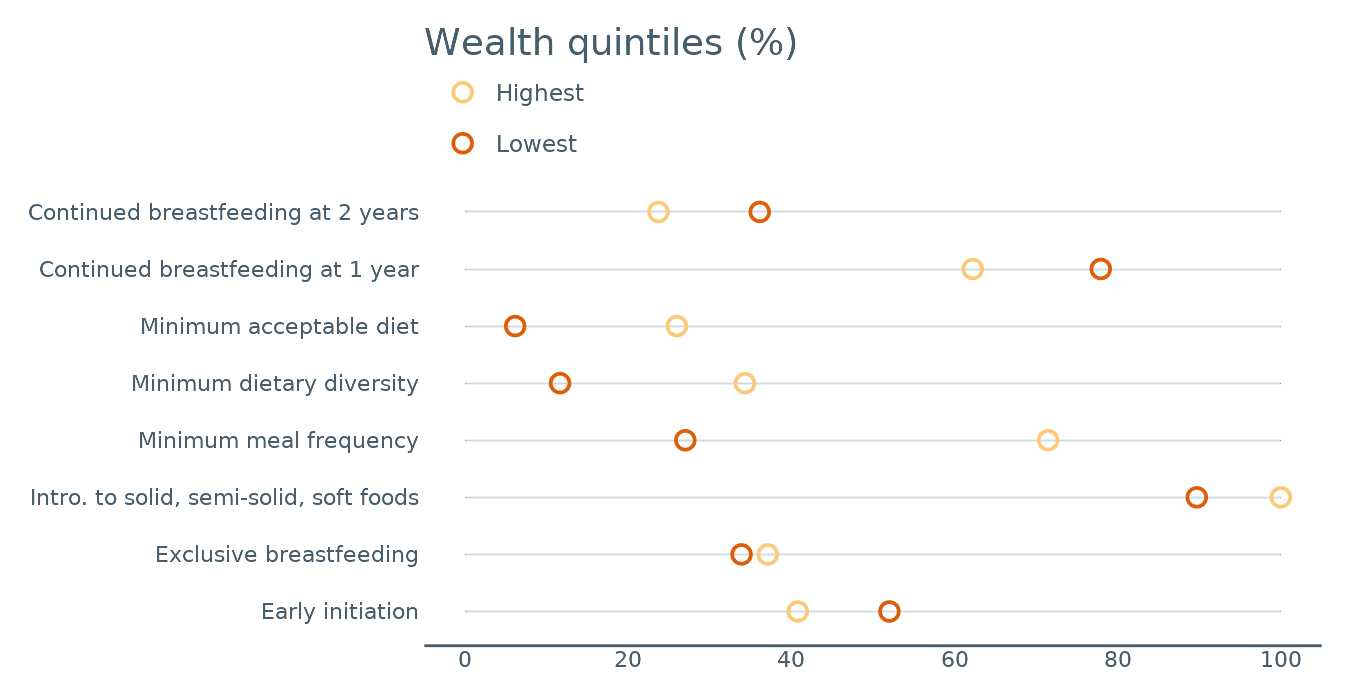 Wealth quintiles (%)
Highest
Lowest
Continued breastfeeding at 2 years
Continued breastfeeding at 1 year
Minimum acceptable diet
Minimum dietary diversity
Minimum meal frequency
Intro. to solid, semi-solid, soft foods
Exclusive breastfeeding
Early initiation
0 20 40 60 80 100